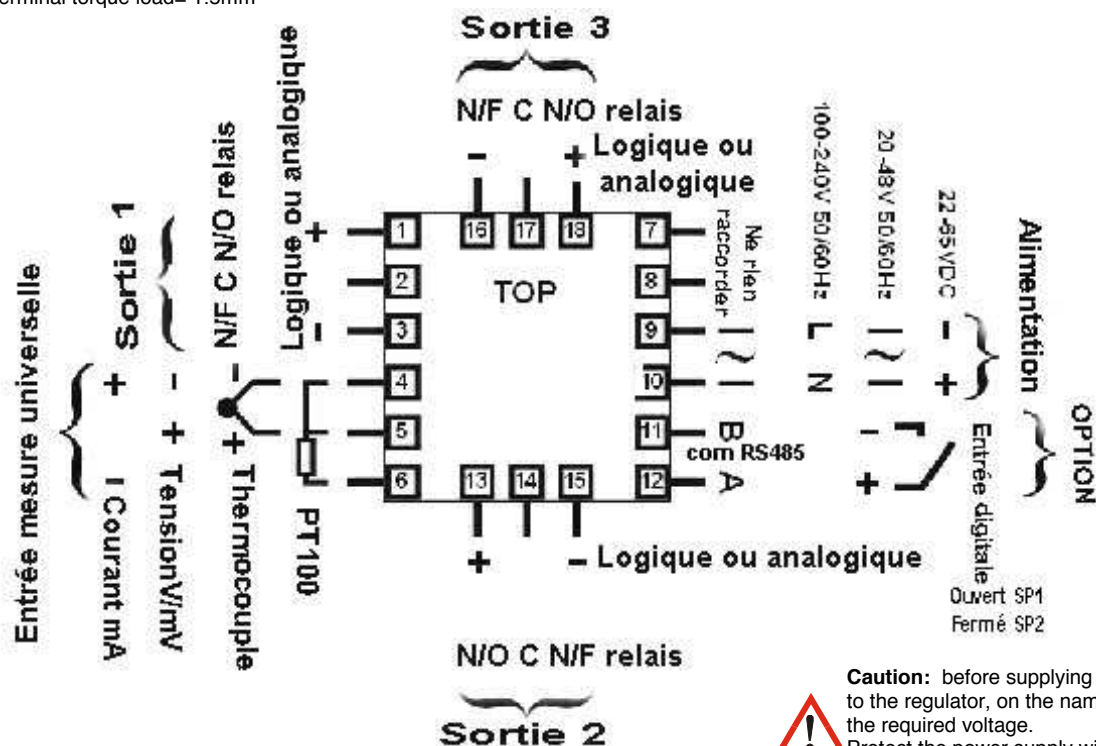 erminal torque load= 1.5mm
Sortie 3
N/F C N/O relais
- + Logique ou
analogique
Entrée mesure universelle
Sortie 1
+ I Courant mA
- + TensionV/mV
N/F C N/O relais
- + Thermocouple
Logique ou analogique
+ -
PT100
1
2
3
4
5
6
16 17 18
TOP
7
8
9
10
11
12
13 14 15
Ne rien
raccorder
B
com RS485
A
100-240V 50/60Hz
L
N
20-48V 50/60Hz
22-65VDC
- +
Alimentation
OPTION
- +
Entrée digitale
Ouvert SP1
Fermé SP2
+ - Logique ou analogique
N/O C N/F relais
Sortie 2
Caution: before supplying
to the regulator, on the nam
the required voltage.